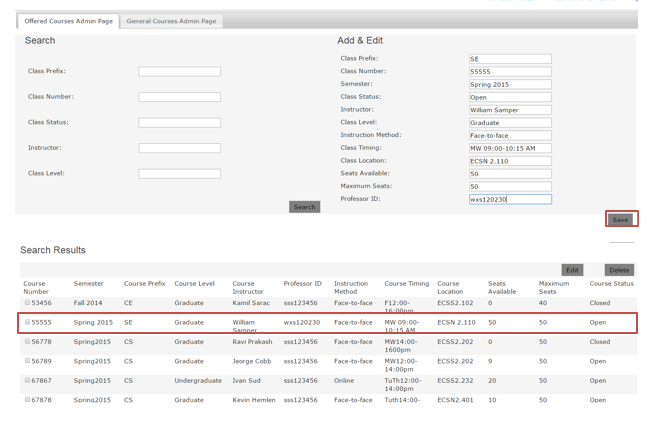 Offered Courses Admin Page General Courses Admin Page
Search Add & Edit
Class Prefix: SE
Class Prefix: Class Number: 55555
Semester: Spring 2015
Class Number: Class Status: Open
Instructor: William Samper
Class Status: Class Level: Graduate
Instruction Method: Face-to-face
Instructor: Class Timing: MW 09:00-10:15 AM
Class Location: ECSN 2.110
Class Level: Seats Available: 50
Maximum Seats: 50
Professor ID: wxs120230
Search
Save
Search Results
Edit Delete
Course Number Semester Course Prefix Course Level Course Instructor Professor ID Instruction Method Course Timing Course Location Seats Available Maximum Seats Course Status
53456 Fall 2014 CE Graduate Kamil Sarac sss123456 Face-to-face F12:00-16:00pm ECSS2.102 0 40 Closed
55555 Spring 2015 SE Graduate William Samper wxs120230 Face-to-face MW 09:00-10:15 AM ECSN 2.110 50 50 Open
56778 Spring2015 CS Graduate Ravi Prakash sss123456 Face-to-face MW14:00-1600pm ECSS2.202 0 50 Closed
56789 Spring2015 CS Graduate Jeorge Cobb sss123456 Face-to-face MW12:00-14:00pm ECSS2.202 9 50 Open
67867 Spring2015 CS Undergraduate Ivan Sud sss123456 Online TuTh12:00-14:00pm ECSS2.232 20 50 Open
67878 Spring2015 CS Graduate Kevin Hemlen sss123456 Face-to-face Tuth14:00- ECSN2.401 10 50 Open